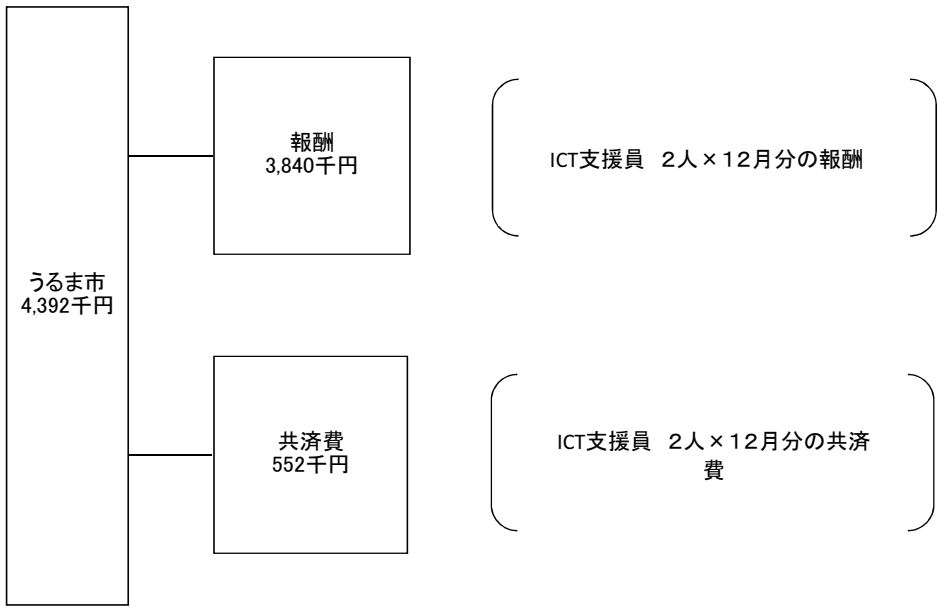 うるま市
4,392千円
報酬
3,840千円
ICT支援員　２人×１２月分の報酬
共済費
552千円
ICT支援員　２人×１２月分の共済
費